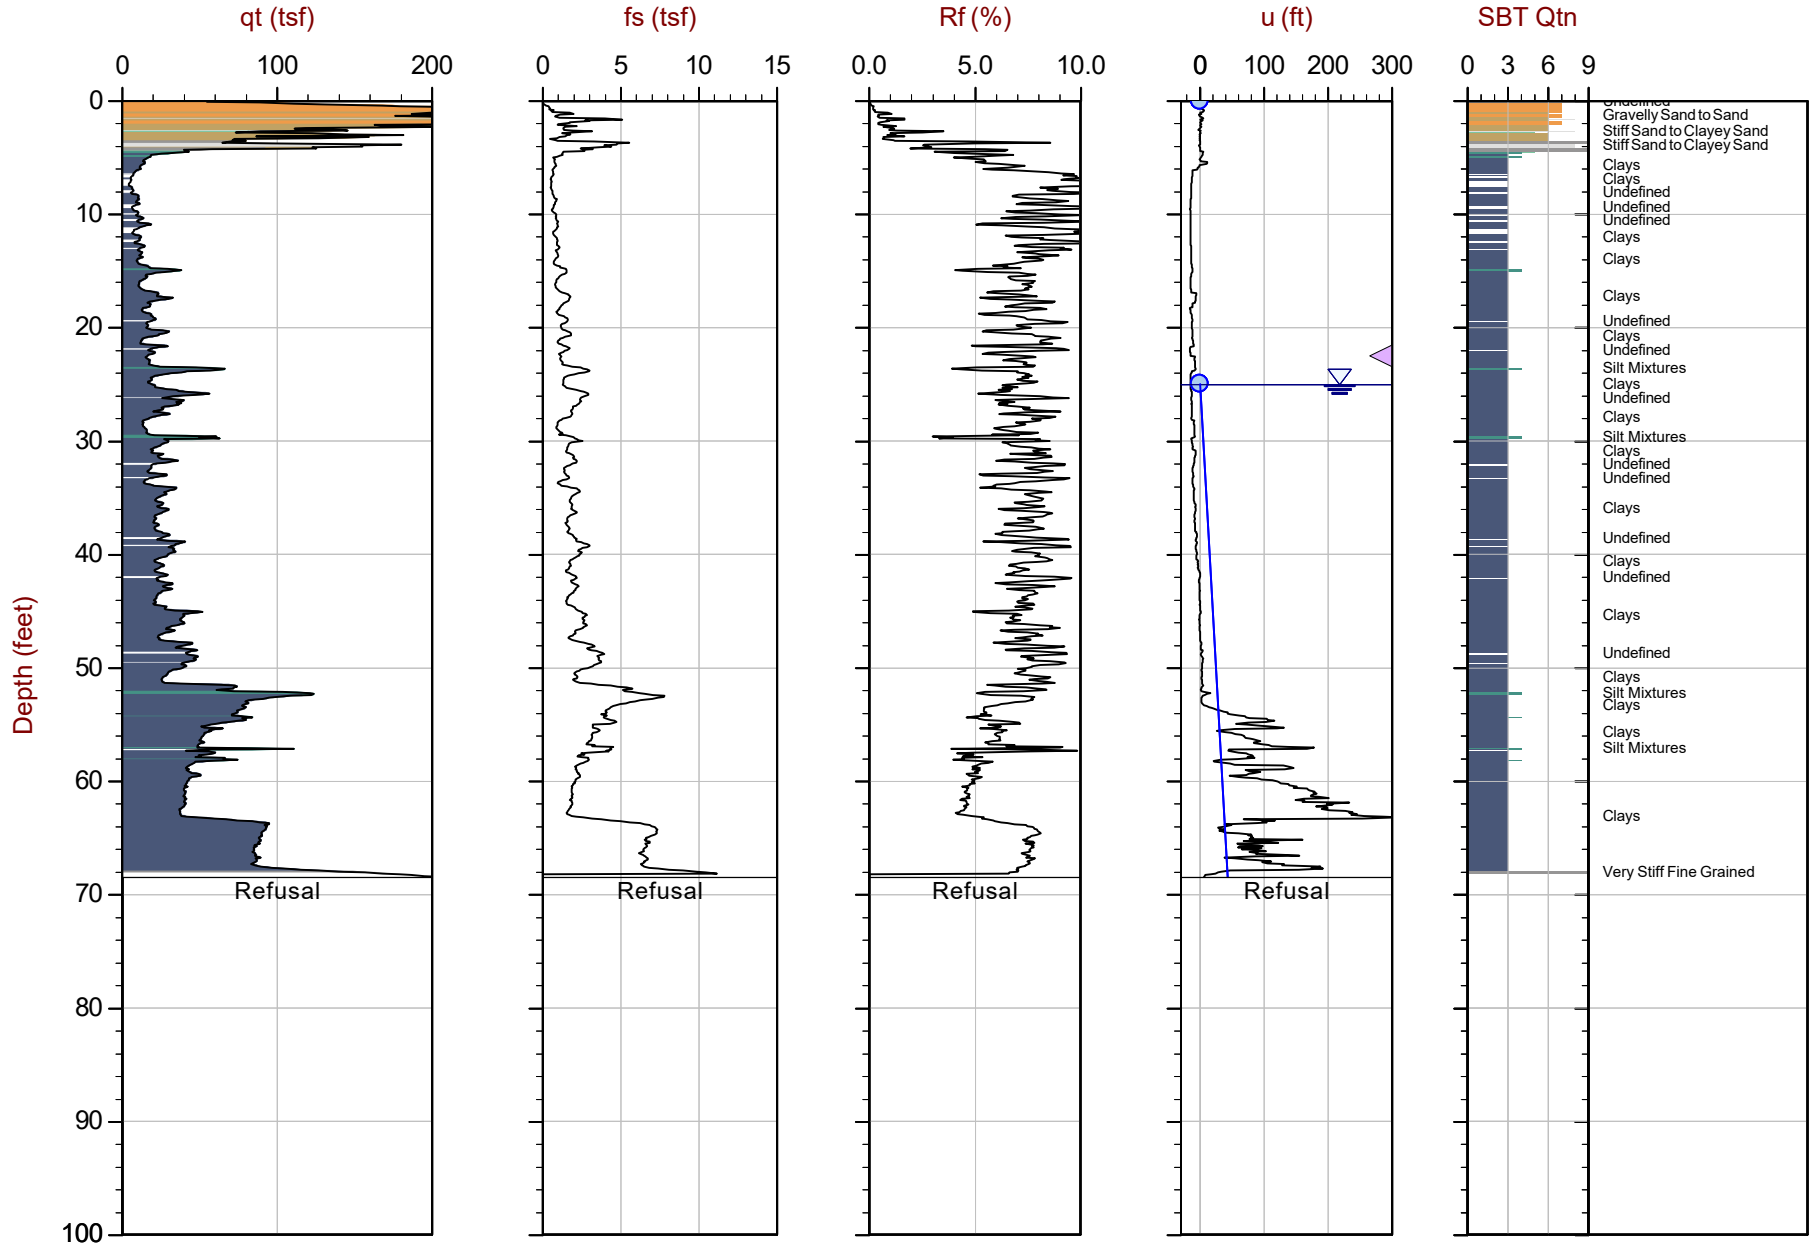 qt (tsf)
fs (tsf)
Rf (%)
u (ft)
SBT Qtn
0 100 200
0 5 10 15
0.0 5.0 10.0
0 100 200 300
0 3 6 9
Depth (feet)
0
10
20
30
40
50
60
70
80
90
100
Refusal
Refusal
Refusal
Refusal
Undefined
Gravelly Sand to Sand
Stiff Sand to Clayey Sand
Stiff Sand to Clayey Sand
Clays
Clays
Undefined
Undefined
Undefined
Clays
Clays
Clays
Undefined
Clays
Undefined
Silt Mixtures
Clays
Undefined
Clays
Silt Mixtures
Clays
Undefined
Undefined
Clays
Undefined
Clays
Undefined
Clays
Undefined
Clays
Silt Mixtures
Clays
Clays
Silt Mixtures
Clays
Very Stiff Fine Grained